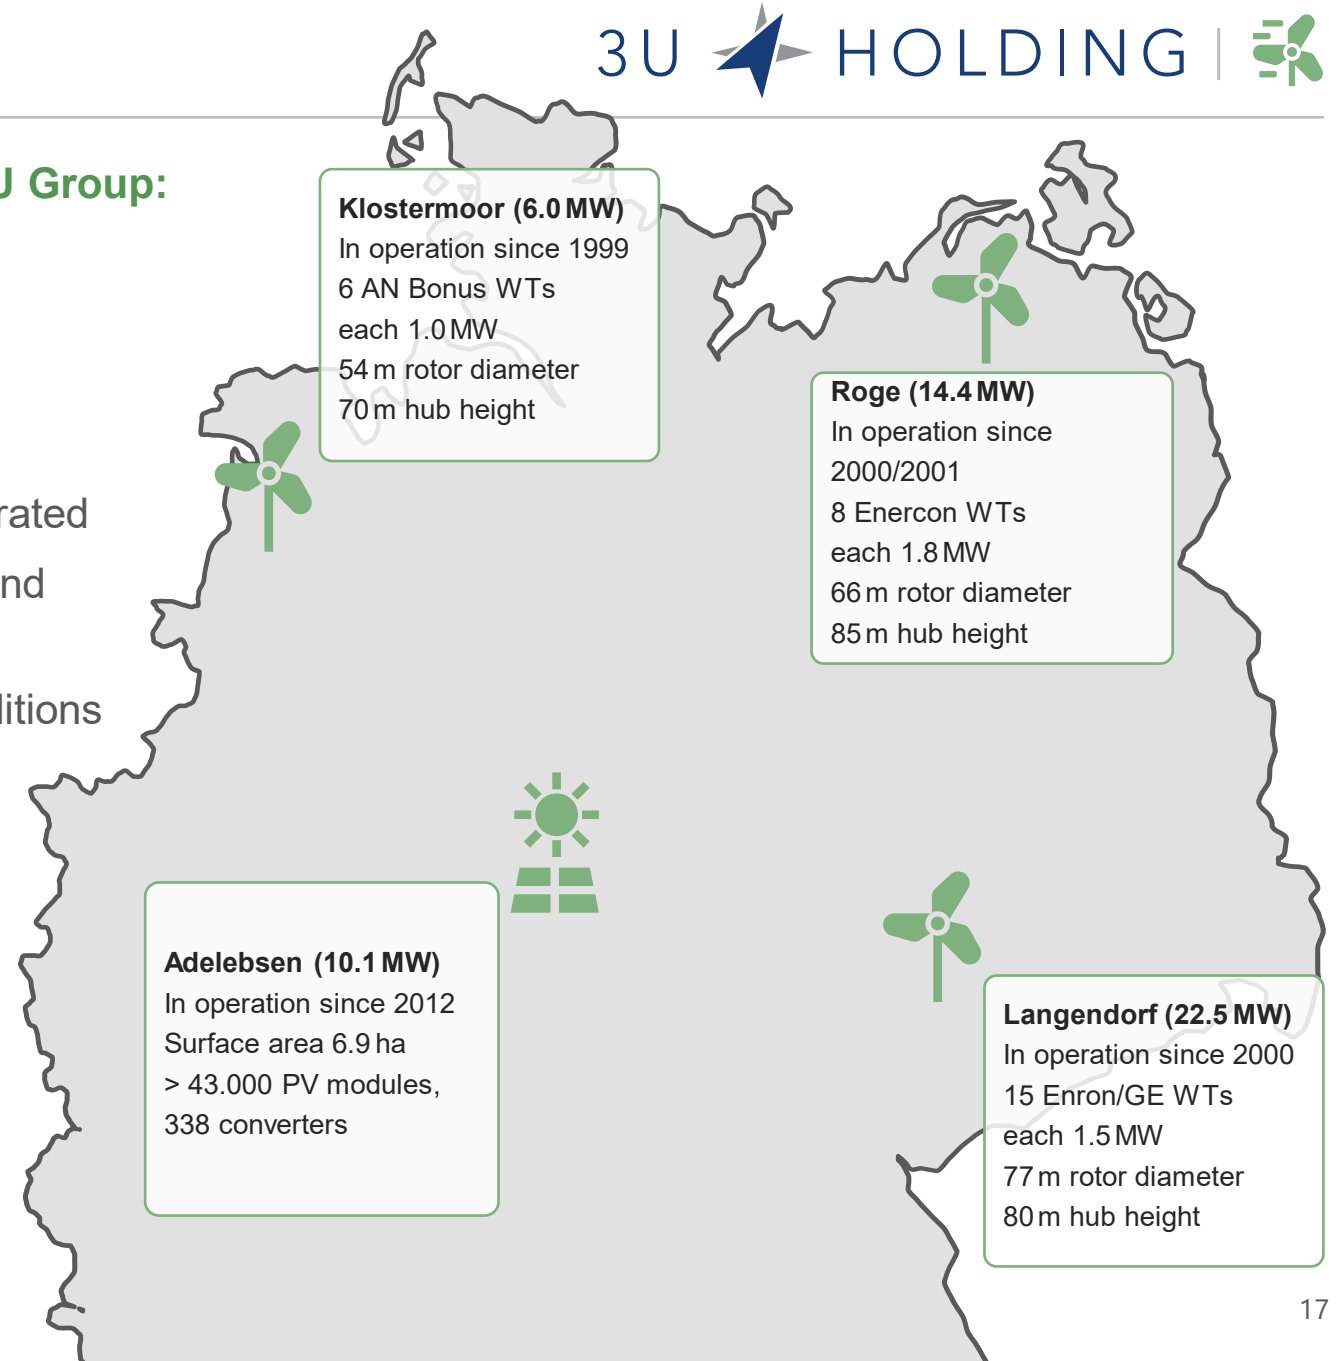 3U HOLDING
U Group:
Klostermoor (6.0 MW)
In operation since 1999
6 AN Bonus WTs
each 1.0 MW
54 m rotor diameter
70 m hub height
Roge (14.4 MW)
In operation since
2000/2001
8 Enercon WTs
each 1.8 MW
66 m rotor diameter
85 m hub height
rated
nd
litions
Adelebsen (10.1 MW)
In operation since 2012
Surface area 6.9 ha
> 43.000 PV modules,
338 converters
Langendorf (22.5 MW)
In operation since 2000
15 Enron/GE WTs
each 1.5 MW
77 m rotor diameter
80 m hub height
17